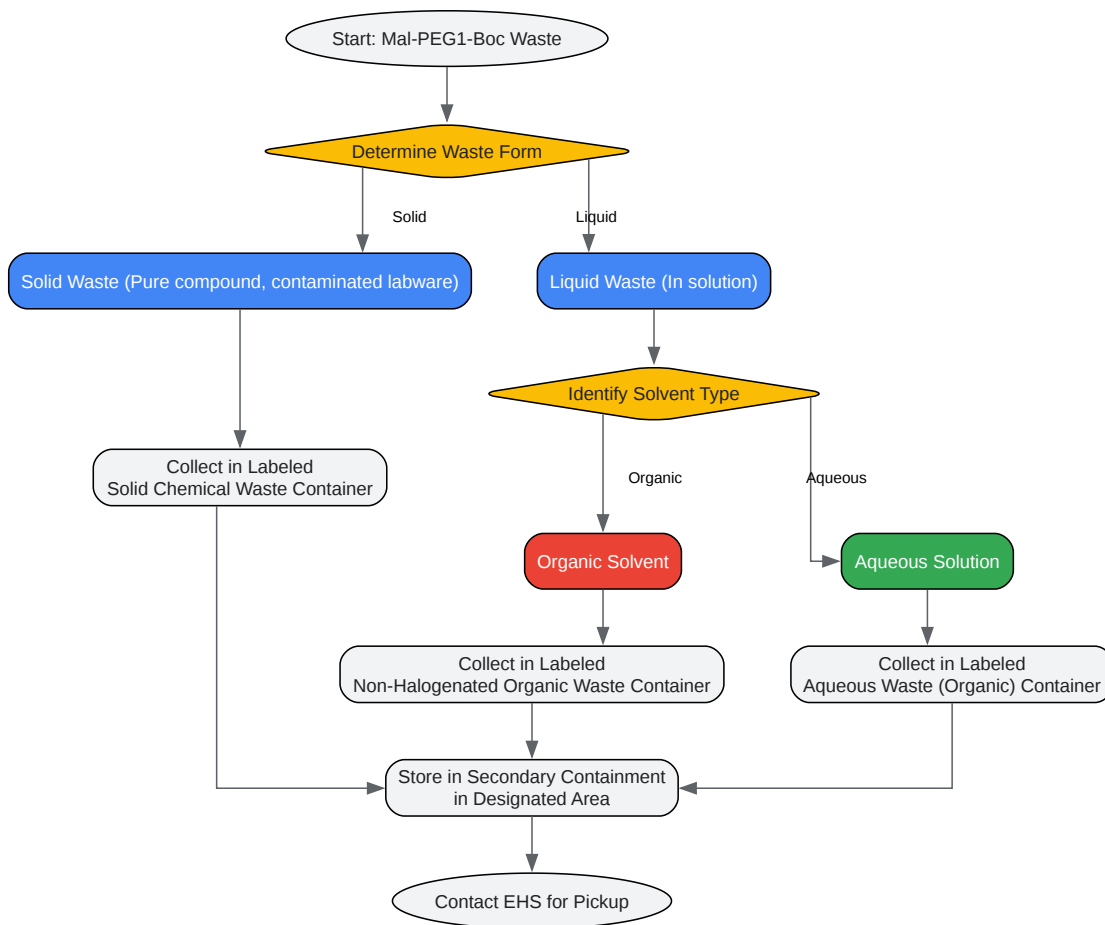 Start: Mal-PEG1-Boc Waste
Determine Waste Form
Solid
Liquid
Solid Waste (Pure compound, contaminated labware)
Liquid Waste (In solution)
Identify Solvent Type
Collect in Labeled
Solid Chemical Waste Container
Organic
Aqueous
Organic Solvent
Aqueous Solution
Collect in Labeled
Non-Halogenated Organic Waste Container
Collect in Labeled
Aqueous Waste (Organic) Container
Store in Secondary Containment
in Designated Area
Contact EHS for Pickup